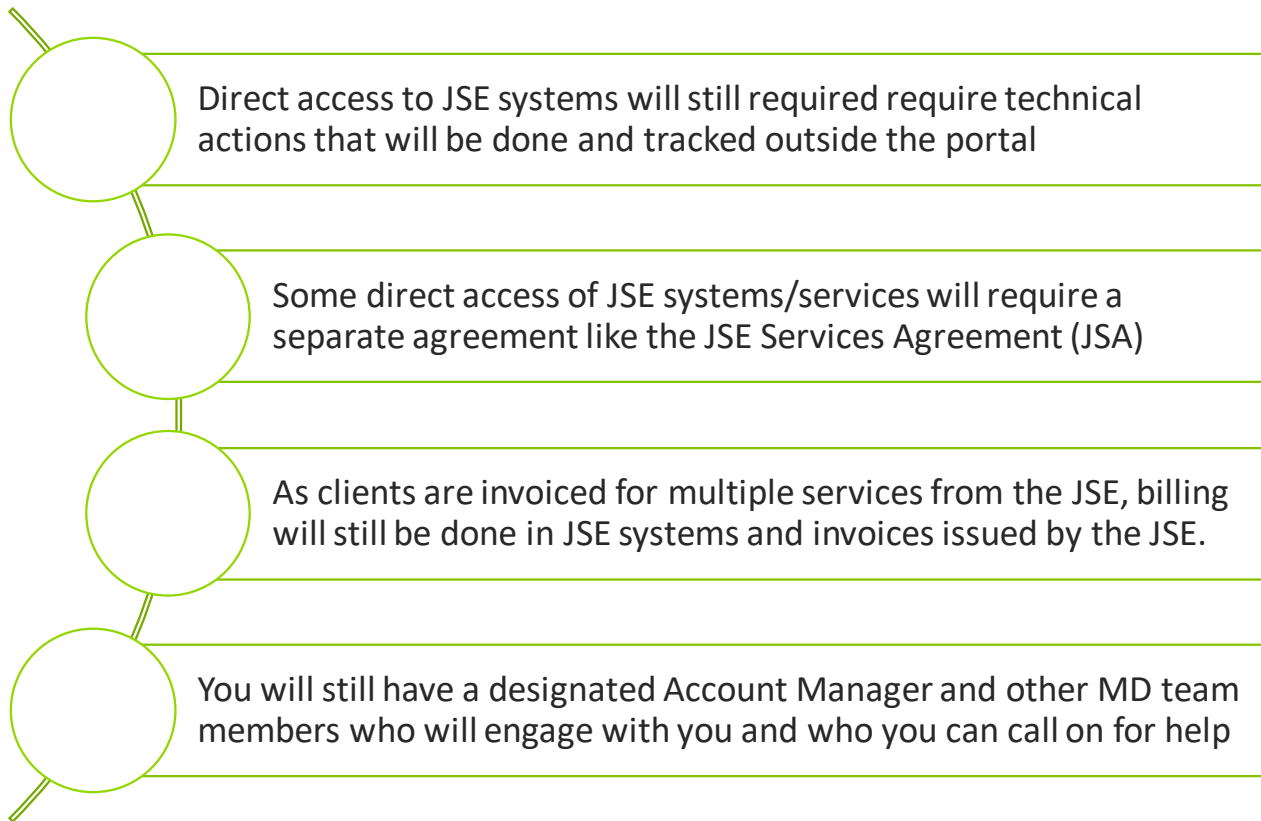 Direct access to JSE systems will still required require technical
actions that will be done and tracked outside the portal
Some direct access of JSE systems/services will require a
separate agreement like the JSE Services Agreement (JSA)
As clients are invoiced for multiple services from the JSE, billing
will still be done in JSE systems and invoices issued by the JSE.
You will still have a designated Account Manager and other MD team
members who will engage with you and who you can call on for help